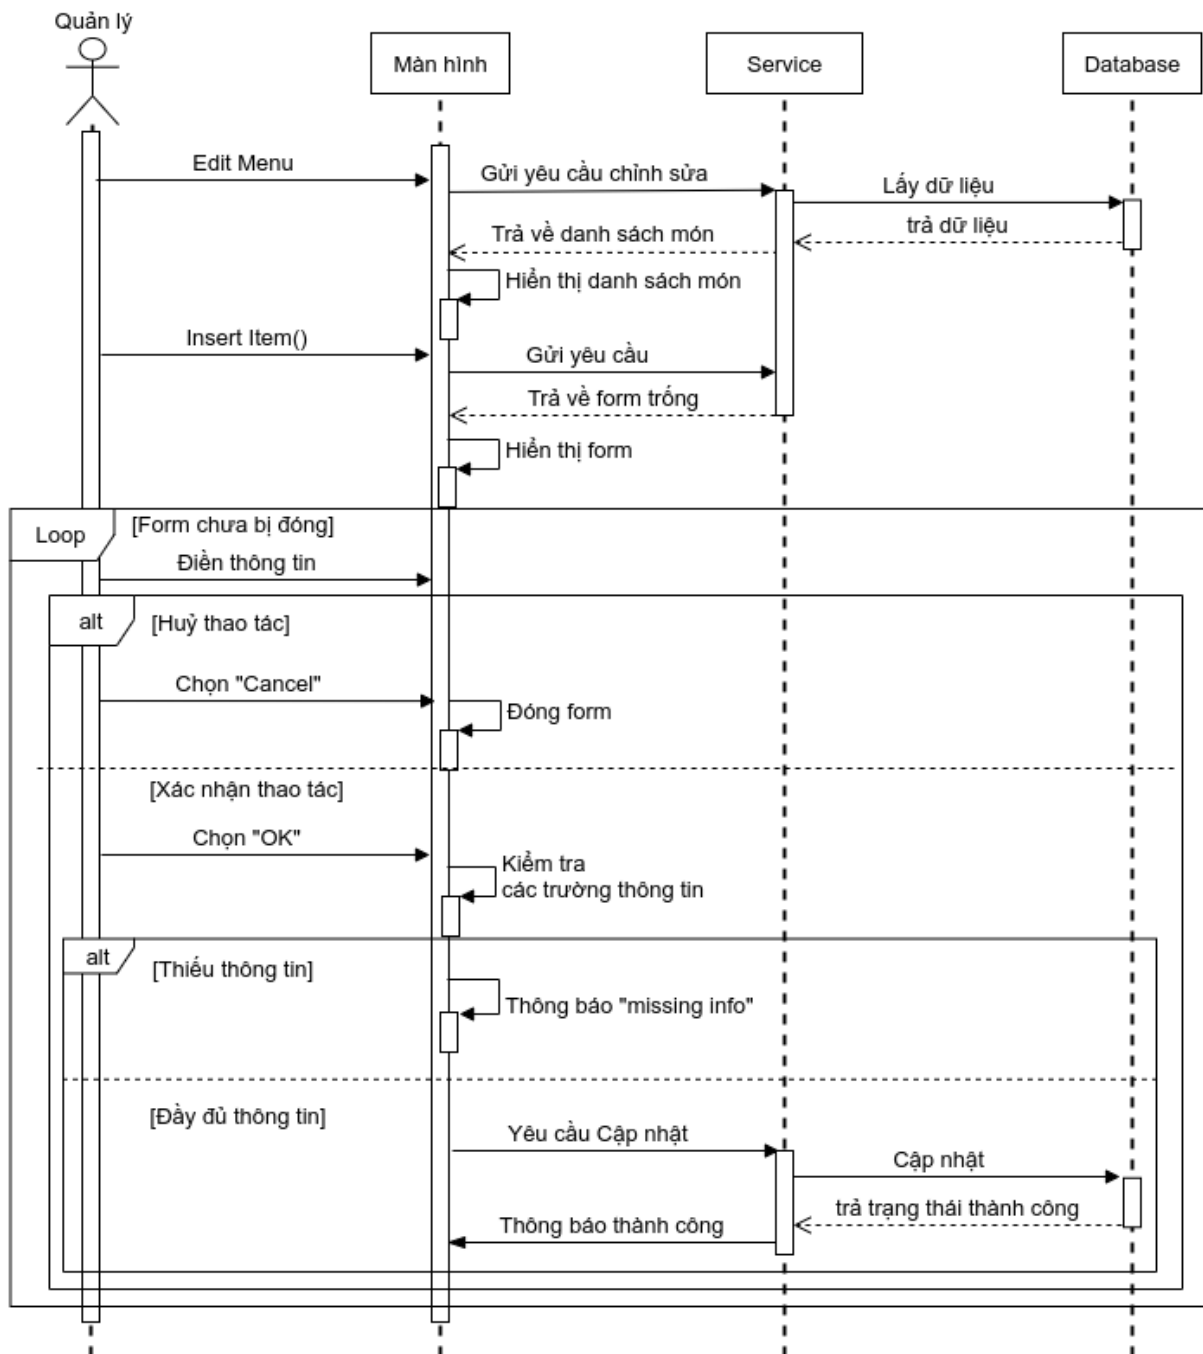 Quản lý
Màn hình
Service
Database
Edit Menu
Gửi yêu cầu chỉnh sửa
Lấy dữ liệu
trả dữ liệu
Trả về danh sách món
Hiển thị danh sách món
Insert Item()
Gửi yêu cầu
Trả về form trống
Hiển thị form
Loop
[Form chưa bị đóng]
Điền thông tin
alt
[Huỷ thao tác]
Chọn "Cancel"
Đóng form
[Xác nhận thao tác]
Chọn "OK"
Kiểm tra
các trường thông tin
alt
[Thiếu thông tin]
Thông báo "missing info"
[Đầy đủ thông tin]
Yêu cầu Cập nhật
Cập nhật
trả trạng thái thành công
Thông báo thành công